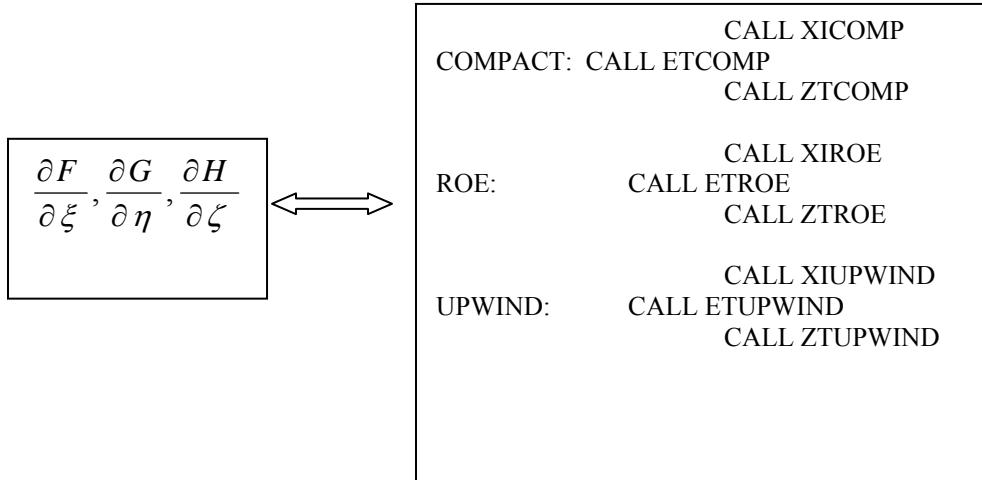 ∂F/∂ξ, ∂G/∂η, ∂H/∂ζ
CALL XICOMP
COMPACT: CALL ETCOMP
CALL ZTCOMP
CALL XIROE
ROE: CALL ETROE
CALL ZTROE
CALL XIUPWIND
UPWIND: CALL ETUPWIND
CALL ZTUPWIND